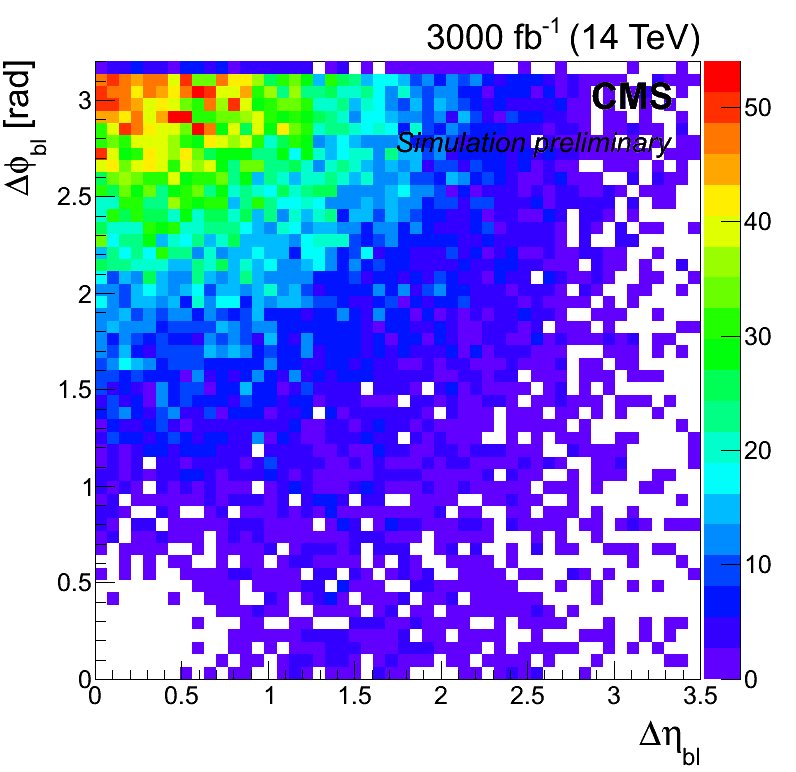 3000 fb-1 (14 TeV)
Δϕbl [rad]
CMS
Simulation preliminary
3
2.5
2
1.5
1
0.5
0
50
40
30
20
10
0
0 0.5 1 1.5 2 2.5 3 3.5
Δηbl